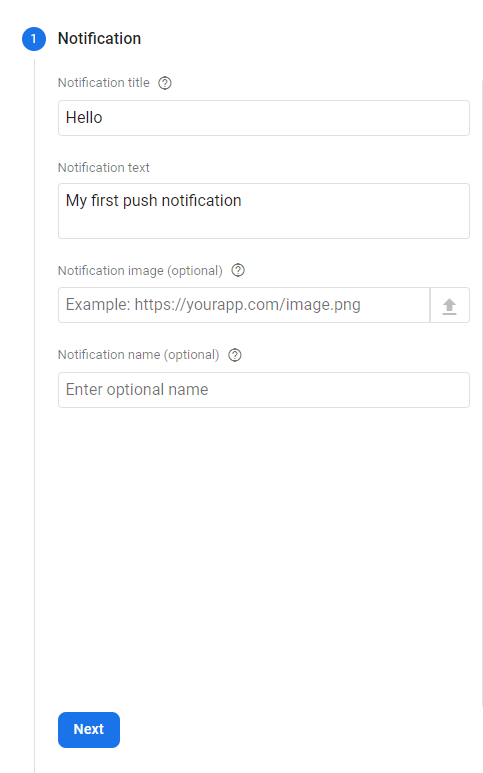 1 Notification
Notification title
Hello
Notification text
My first push notification
Notification image (optional)
Example: https://yourapp.com/image.png
Notification name (optional)
Enter optional name
Next